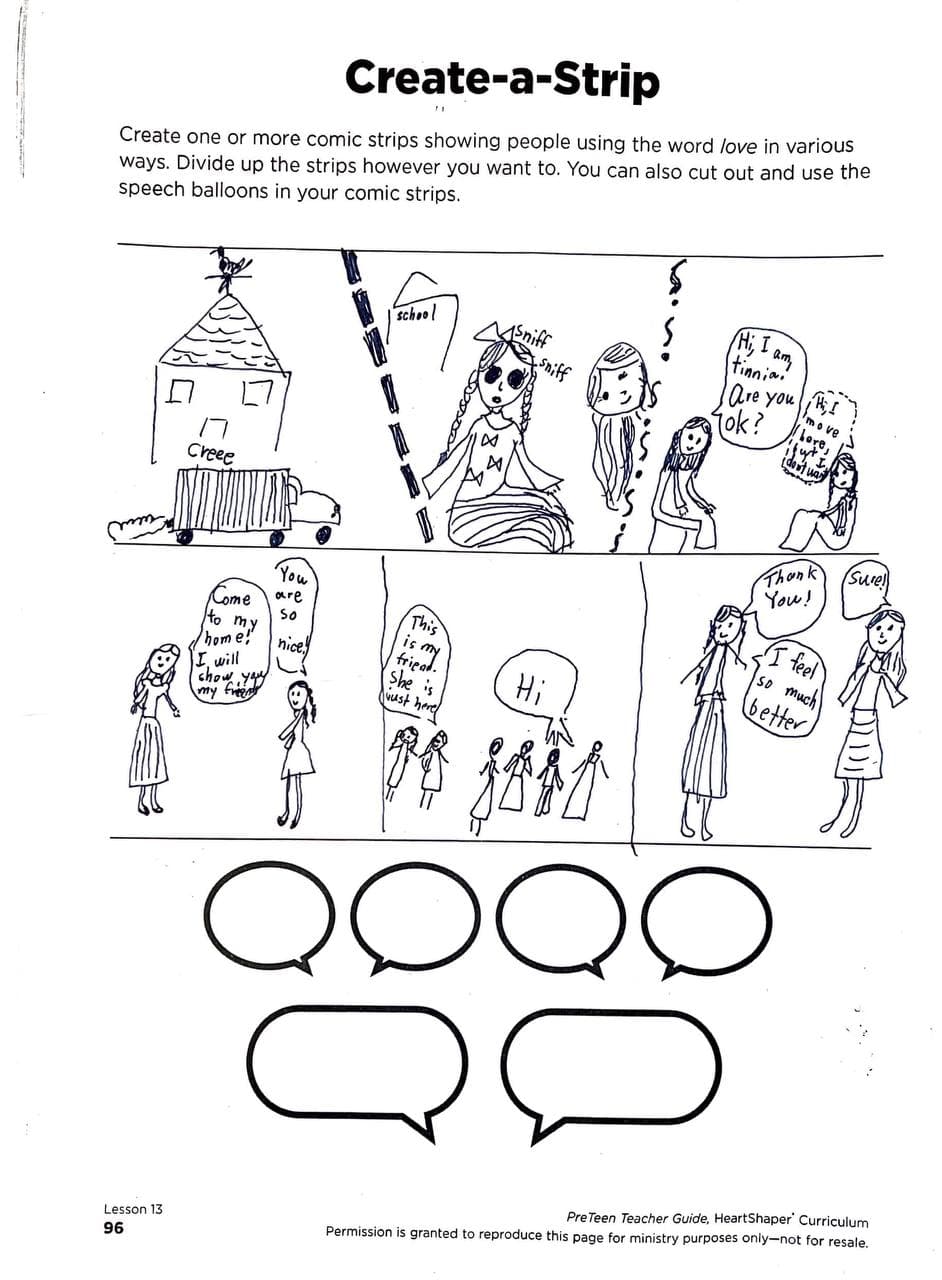 Create-a-Strip
Create one or more comic strips showing people using the word love in various
ways. Divide up the strips however you want to. You can also cut out and use the
speech balloons in your comic strips.
Creee
school
Sniff
sniff
Hi, I am
tinnia.
Are you
ok?
Hi, I
move
here,
but I
don't want
Come
to my
home!
I will
show you
my friend
You
are
so
nice!
This
is my
friend.
She is
just here
Hi
Thank
You!
Sure!
I feel
so much
better
Lesson 13
96
PreTeen Teacher Guide, HeartShaper® Curriculum
Permission is granted to reproduce this page for ministry purposes only—not for resale.